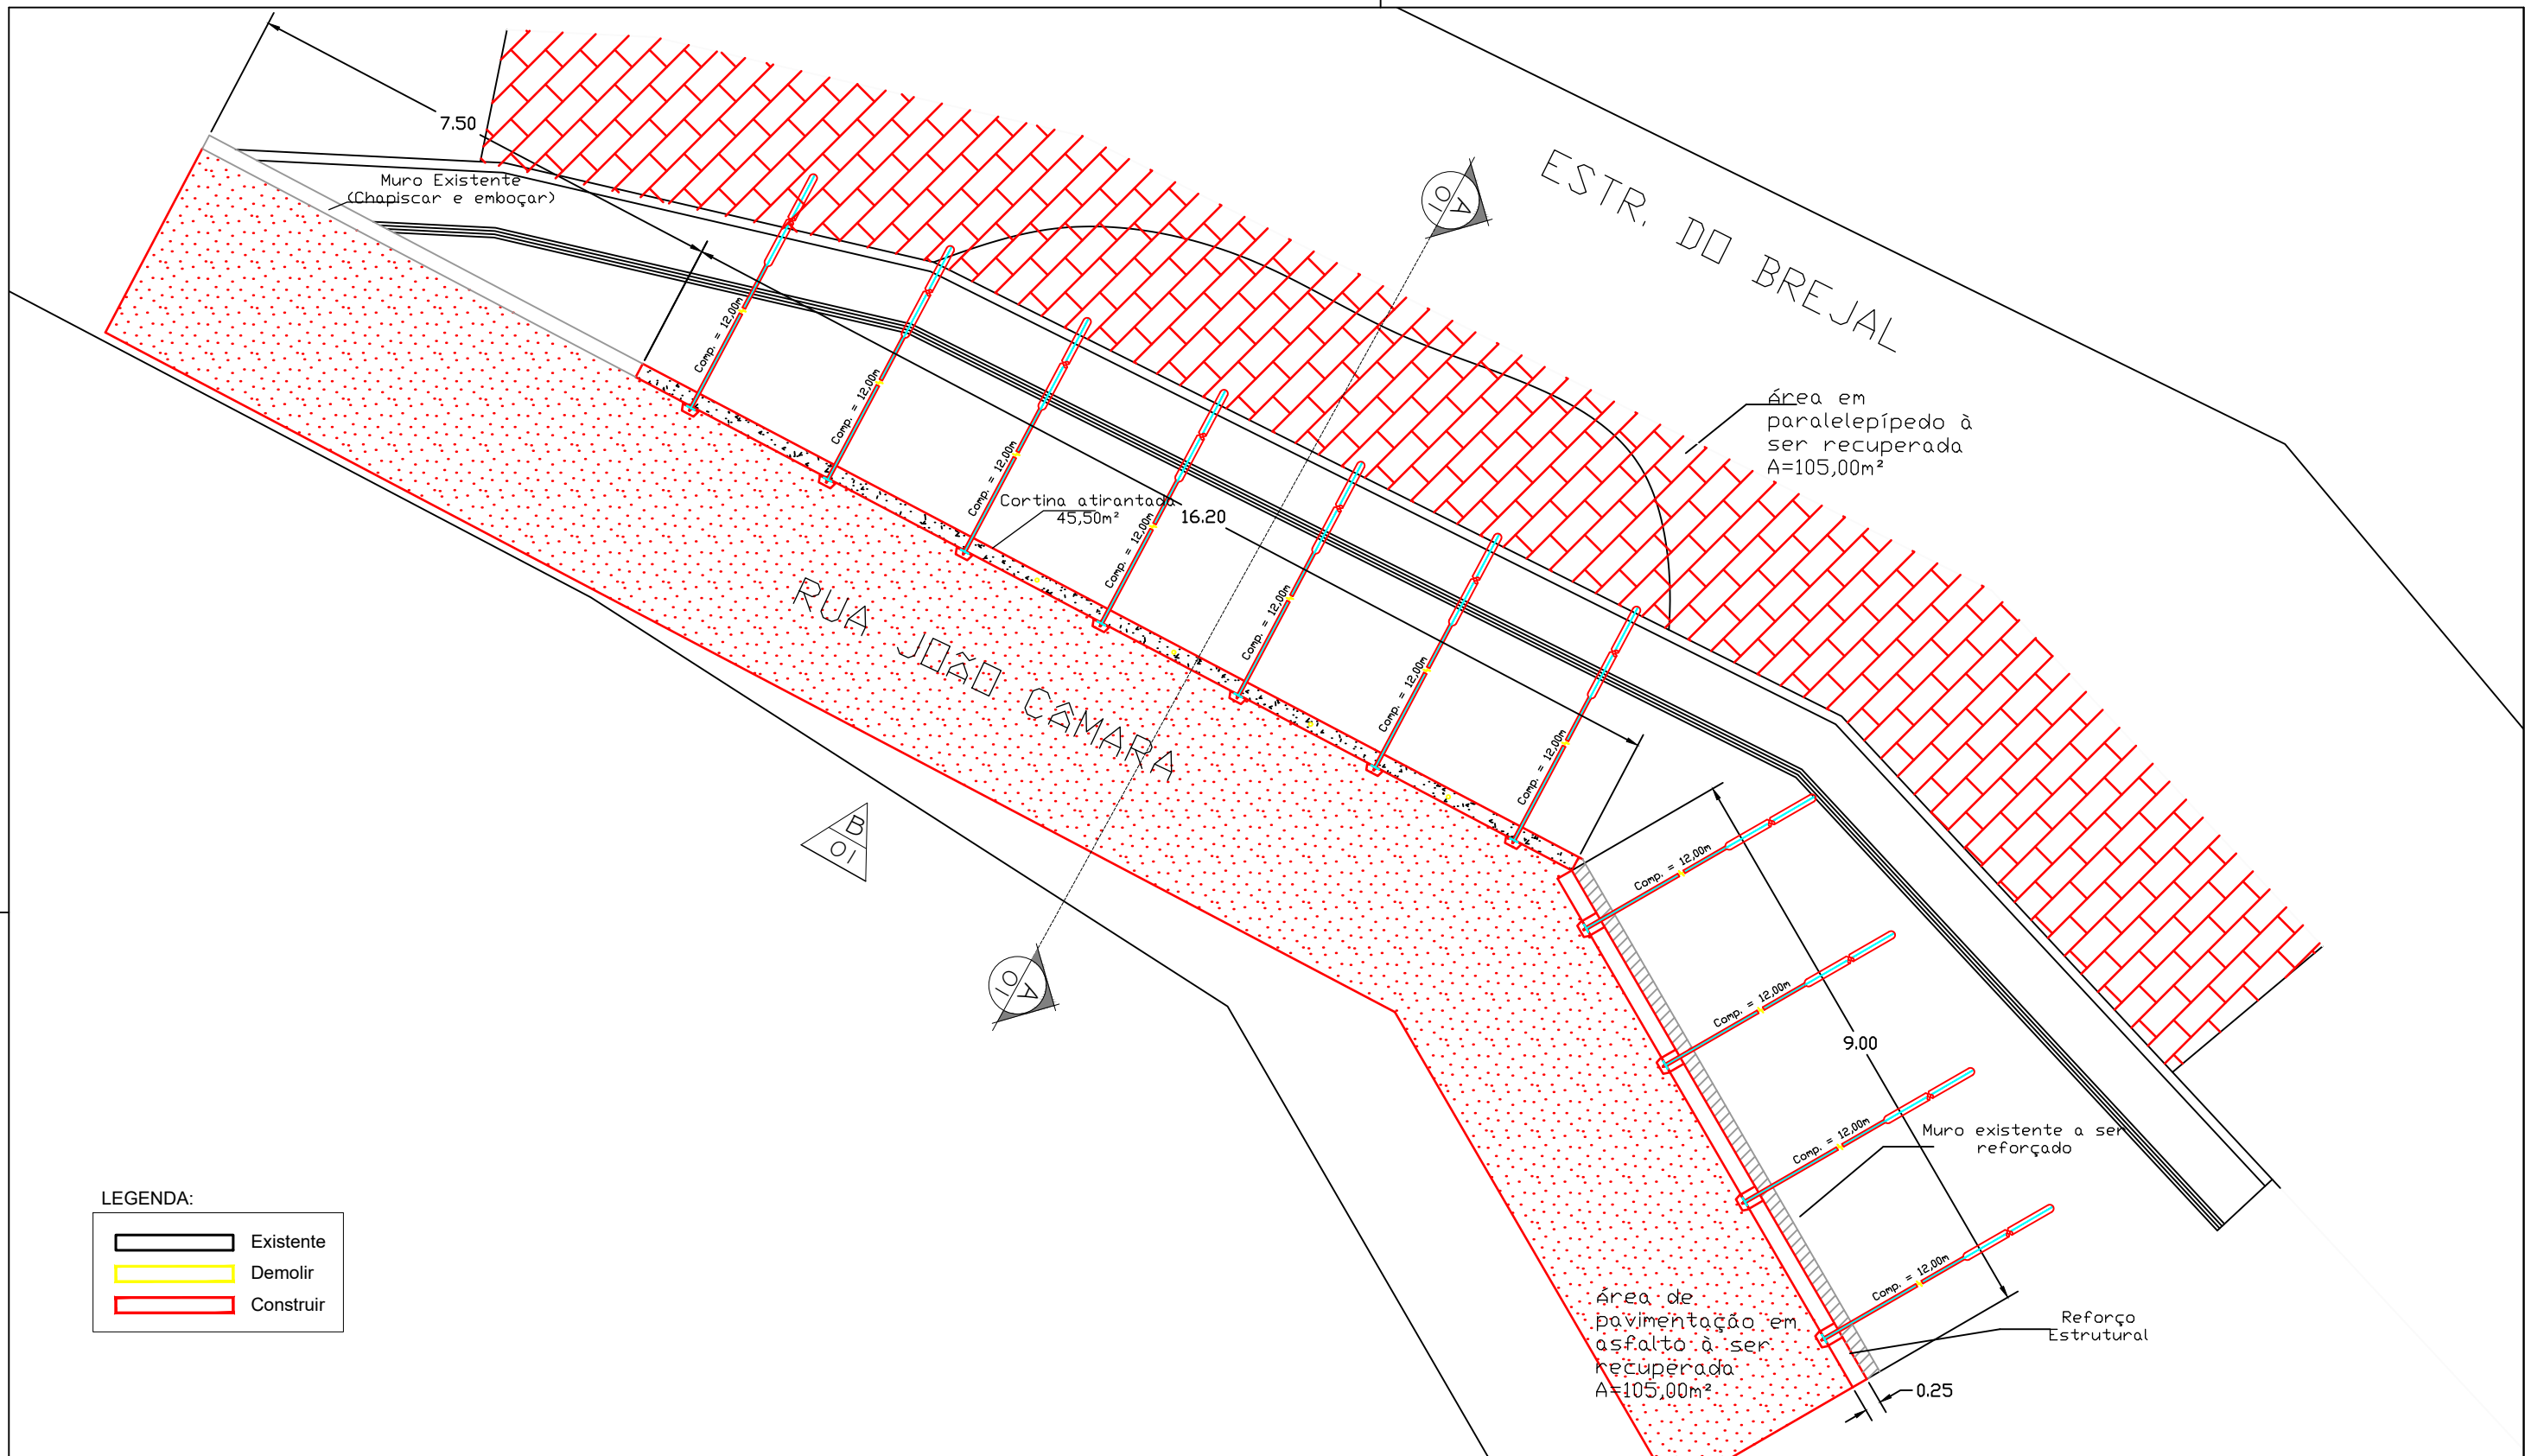 7.50
Muro Existente
(Chapiscar e emboçar)
A
01
ESTR. DO BREJAL
área em
paralelepípedo à
ser recuperada
A=105,00m²
Comp. = 12,00m
Comp. = 12,00m
Comp. = 12,00m
Comp. = 12,00m
Comp. = 12,00m
Comp. = 12,00m
Comp. = 12,00m
Cortina atirantada
45,50m²
16.20
RUA JOÃO CÂMARA
B
01
A
01
Comp. = 12,00m
Comp. = 12,00m
Comp. = 12,00m
Comp. = 12,00m
9.00
Muro existente a ser
reforçado
Reforço
Estrutural
Área de
pavimentação em
asfalto à ser
recuperada
A=105,00m²
0.25
LEGENDA:
Existente
Demolir
Construir